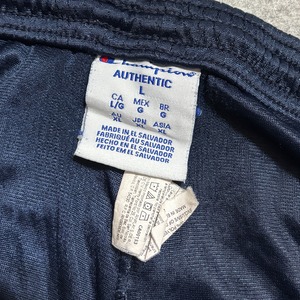 Champion
AUTHENTIC
L
CA MEX BR
L/G G G
AU JPN ASIA
XL XL XL
MADE IN EL SALVADOR
FABRIQUÉ AU SALVADOR
HECHO EN EL SALVADOR
FEITO EM EL SALVADOR